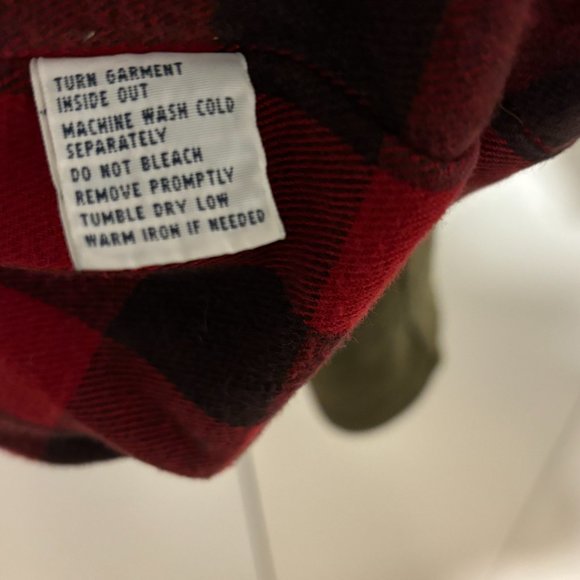 TURN GARMENT
INSIDE OUT
MACHINE WASH COLD
SEPARATELY
DO NOT BLEACH
REMOVE PROMPTLY
TUMBLE DRY LOW
WARM IRON IF NEEDED